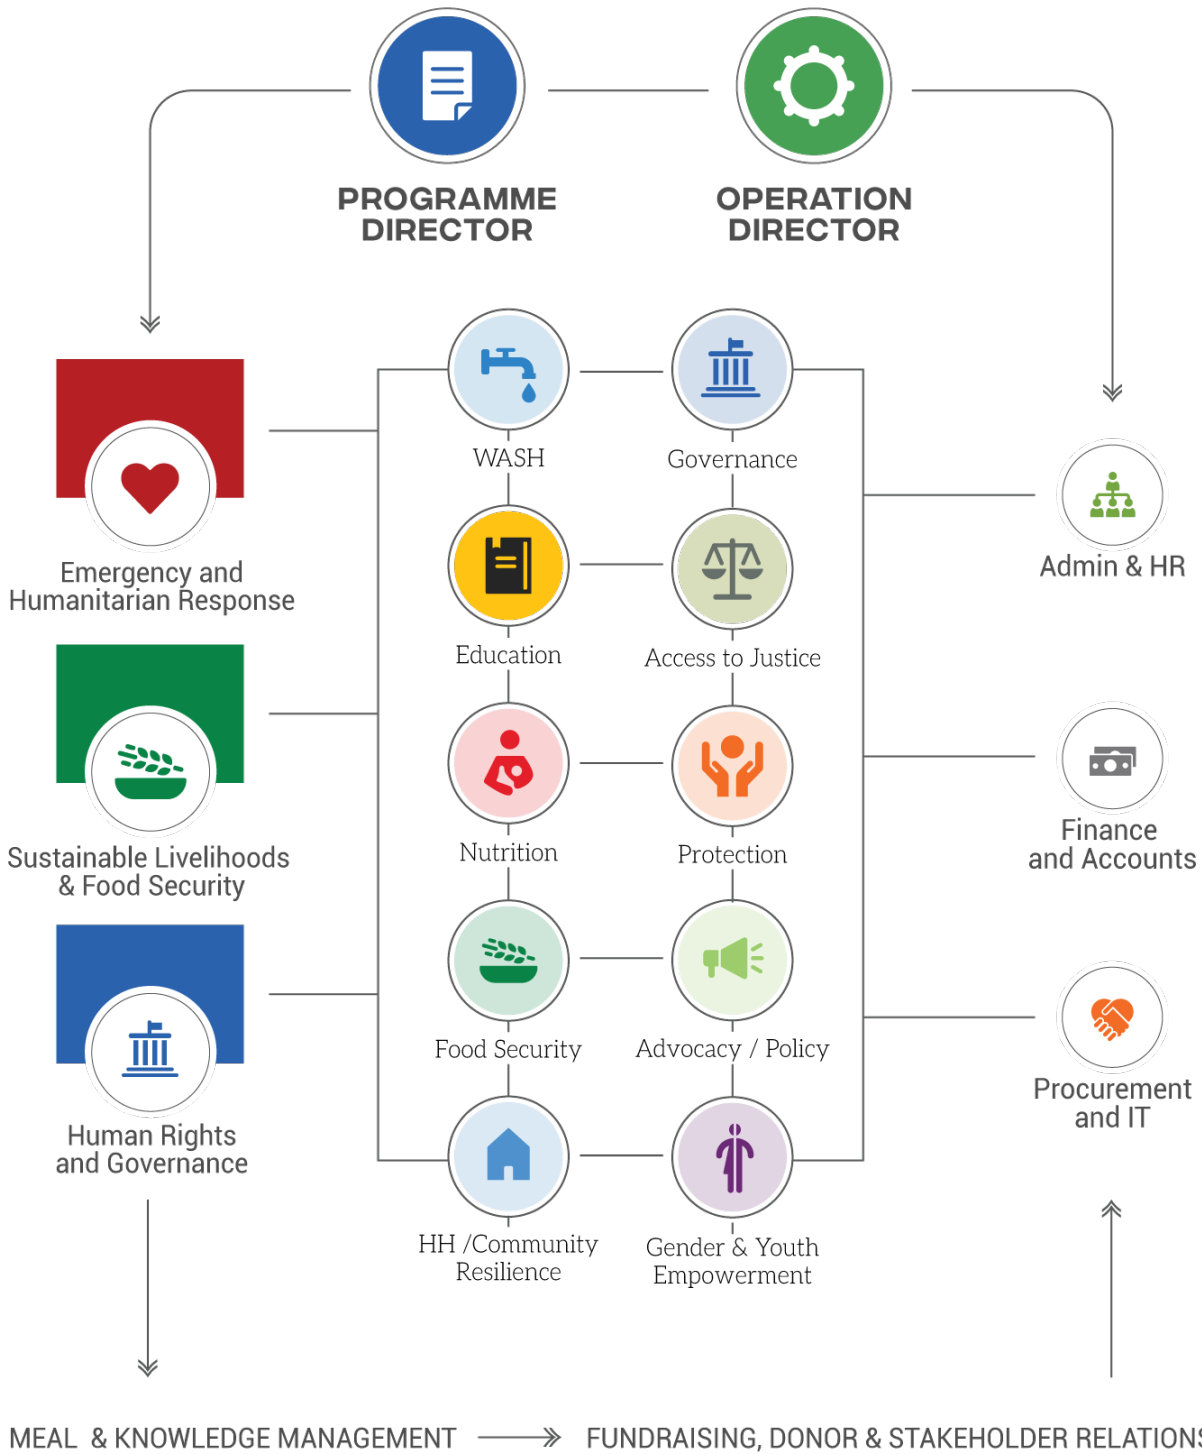 PROGRAMME
DIRECTOR
OPERATION
DIRECTOR
Emergency and
Humanitarian Response
Sustainable Livelihoods
& Food Security
Human Rights
and Governance
WASH
Governance
Education
Access to Justice
Nutrition
Protection
Food Security
Advocacy / Policy
HH /Community
Resilience
Gender & Youth
Empowerment
Admin & HR
Finance
and Accounts
Procurement
and IT
MEAL & KNOWLEDGE MANAGEMENT
FUNDRAISING, DONOR & STAKEHOLDER RELATIONS